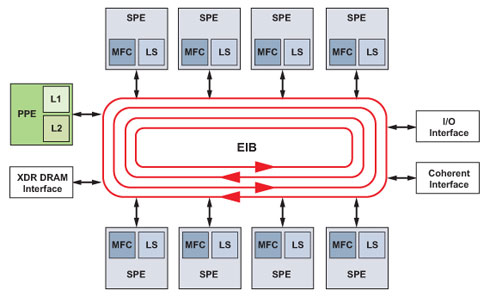 SPE SPE SPE SPE
MFC LS MFC LS MFC LS MFC LS
L1
PPE
L2
I/O
Interface
EIB
XDR DRAM
Interface
Coherent
Interface
MFC LS MFC LS MFC LS MFC LS
SPE SPE SPE SPE